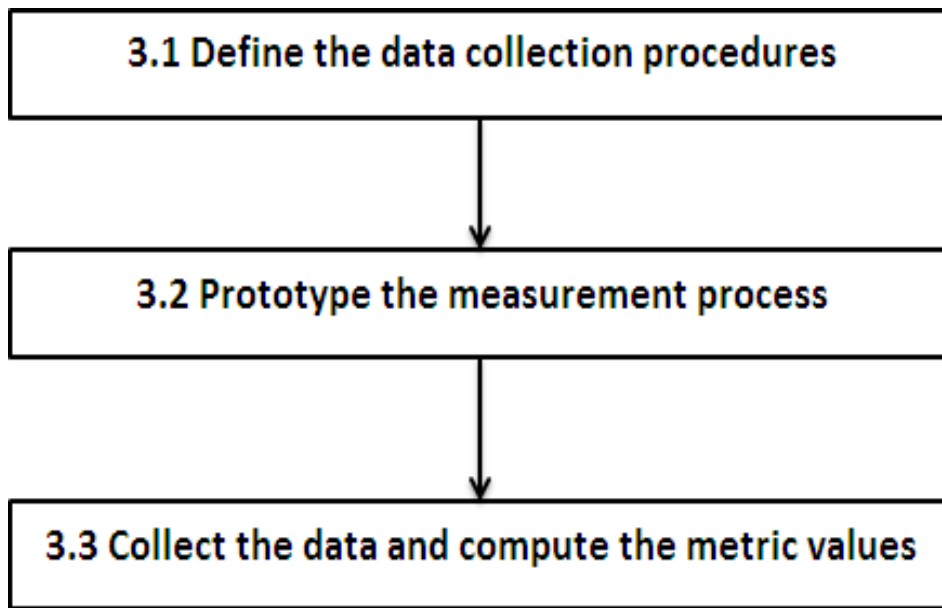 3.1 Define the data collection procedures
3.2 Prototype the measurement process
3.3 Collect the data and compute the metric values